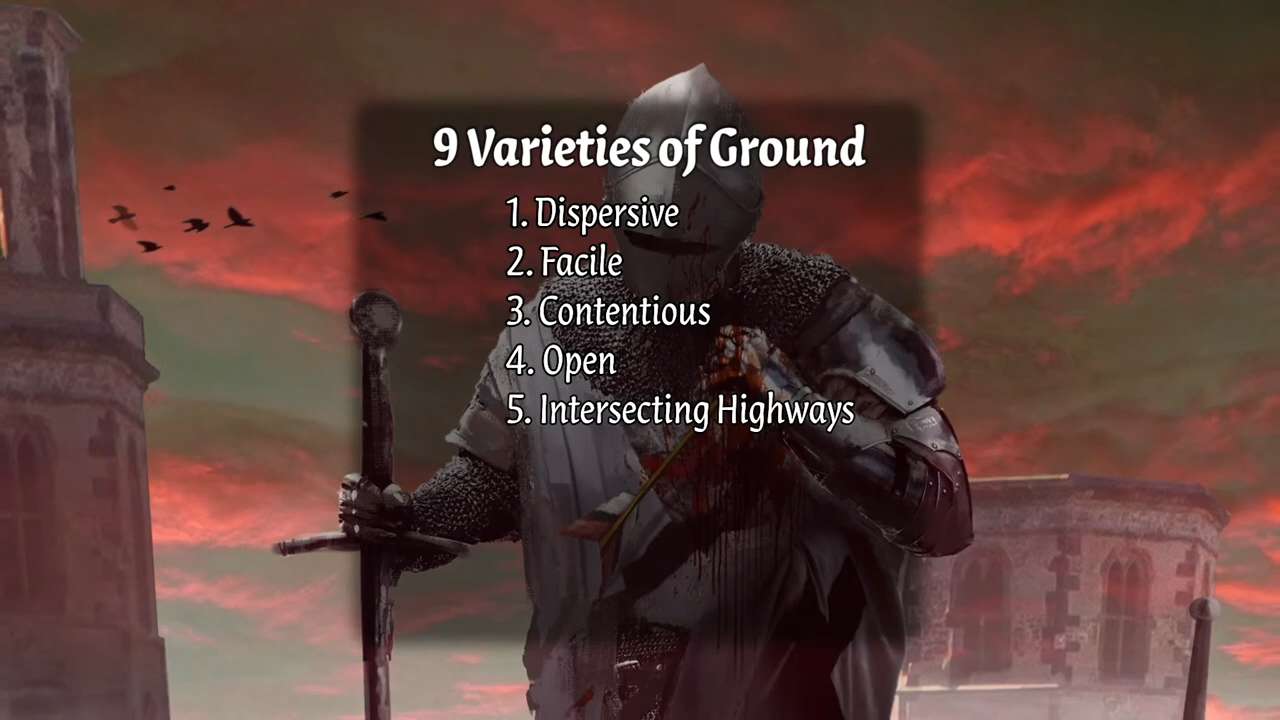 9 Varieties of Ground
1. Dispersive
2. Facile
3. Contentious
4. Open
5. Intersecting Highways